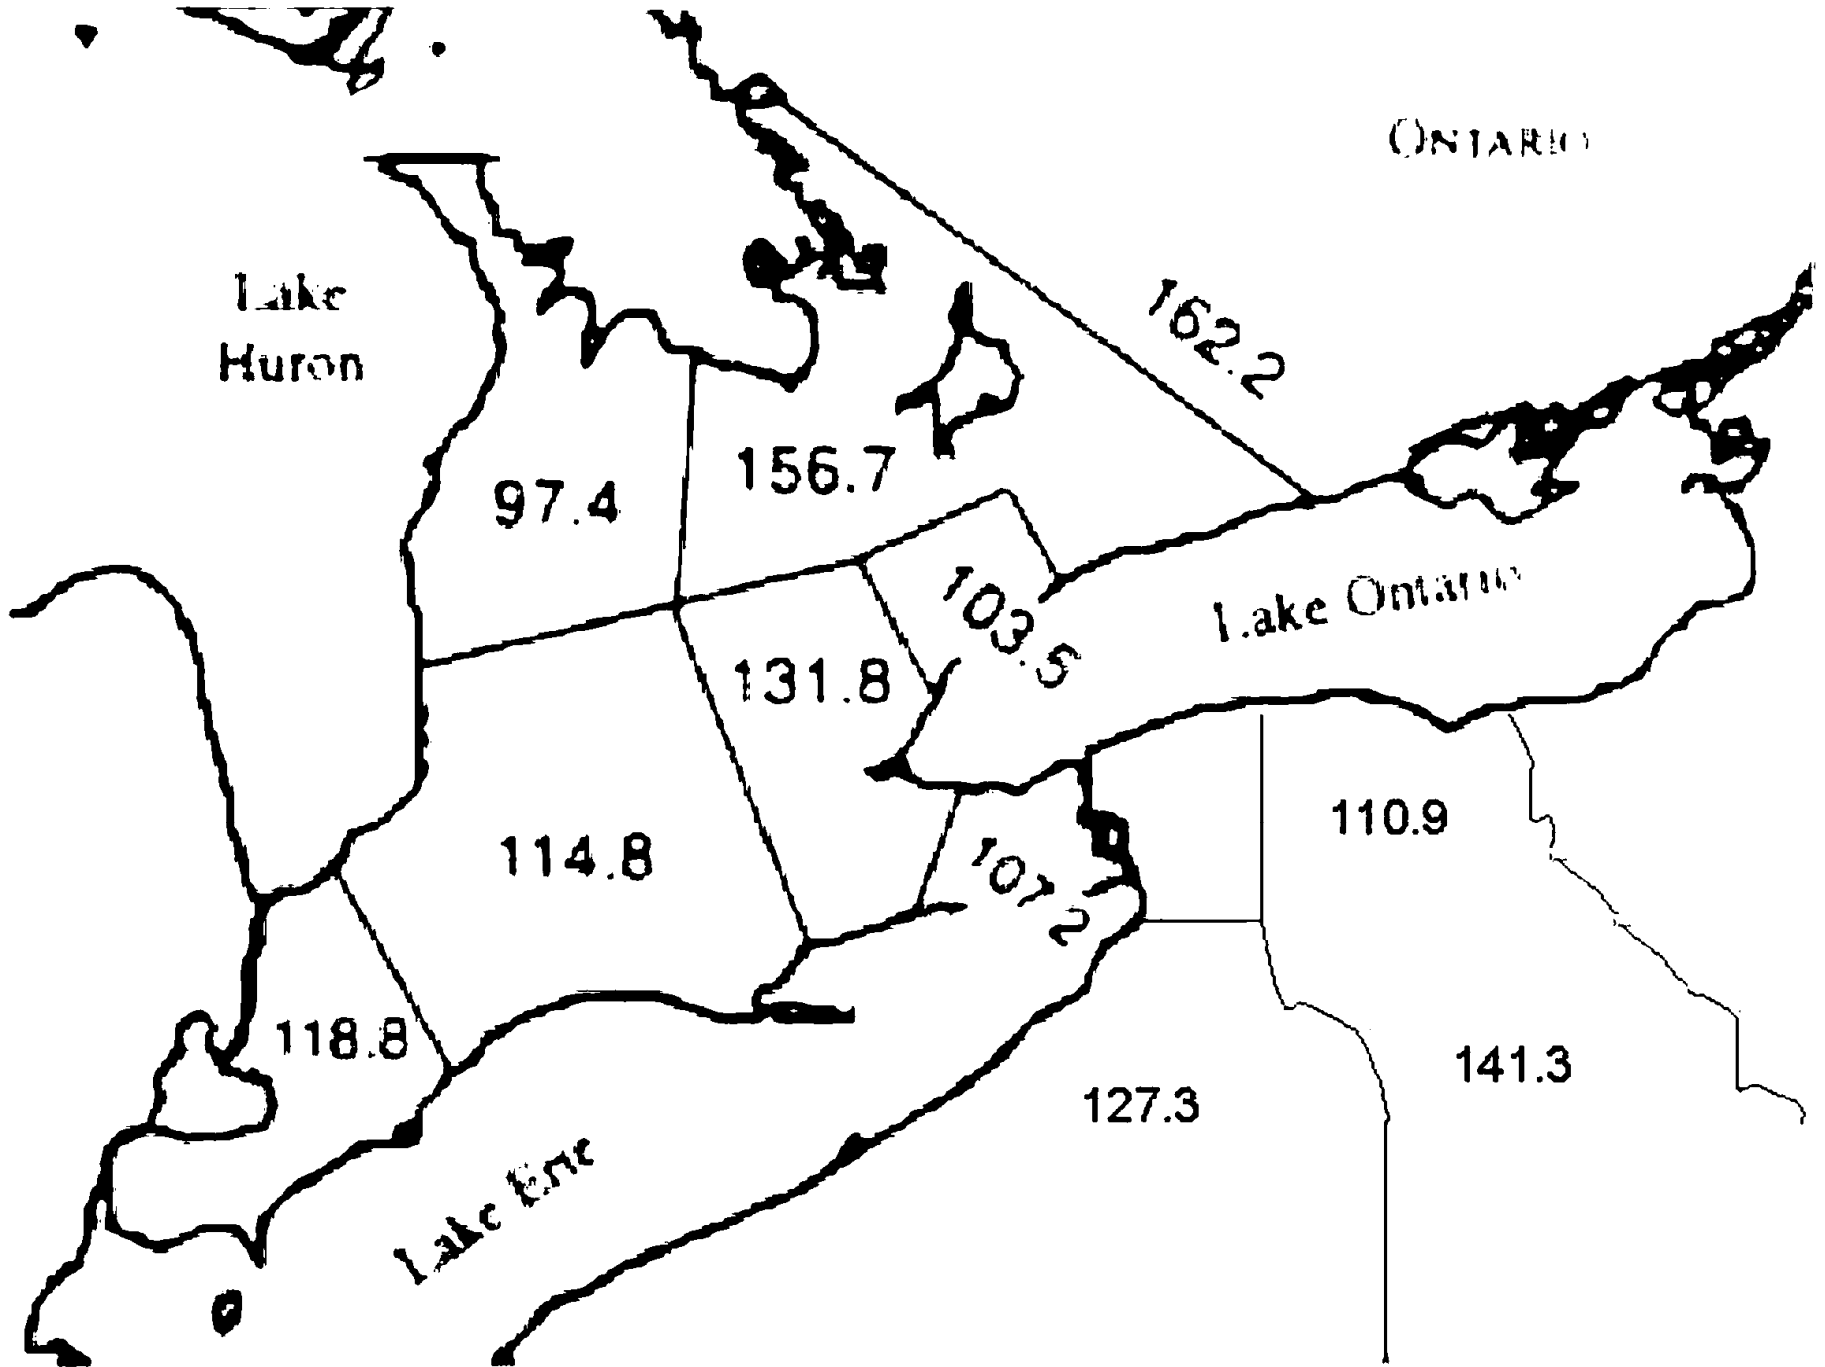 ONTARIO
Lake
Huron
162.2
156.7
97.4
103.5
Lake Ontario
131.8
110.9
114.8
107.2
118.8
141.3
127.3
Lake Erie